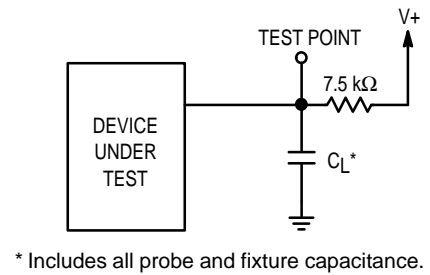 V+
TEST POINT
7.5 kΩ
DEVICE
UNDER
TEST
CL*
* Includes all probe and fixture capacitance.